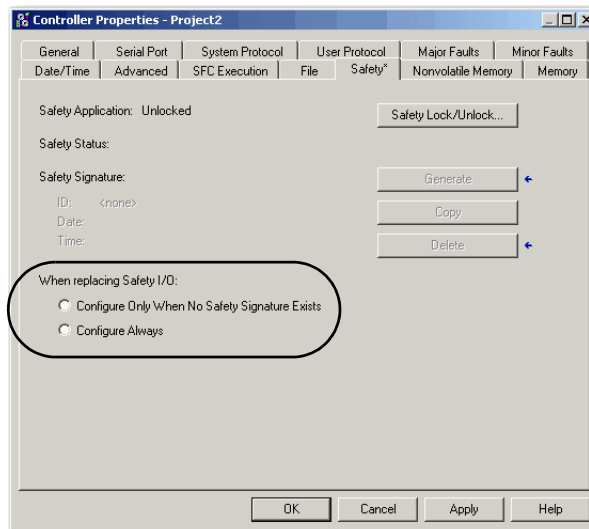 Controller Properties - Project2
General Serial Port System Protocol User Protocol Major Faults Minor Faults
Date/Time Advanced SFC Execution File Safety* Nonvolatile Memory Memory
Safety Application: Unlocked
Safety Lock/Unlock...
Safety Status:
Safety Signature:
Generate
ID: <none>
Copy
Date:
Time:
Delete
When replacing Safety I/O:
Configure Only When No Safety Signature Exists
Configure Always
OK Cancel Apply Help